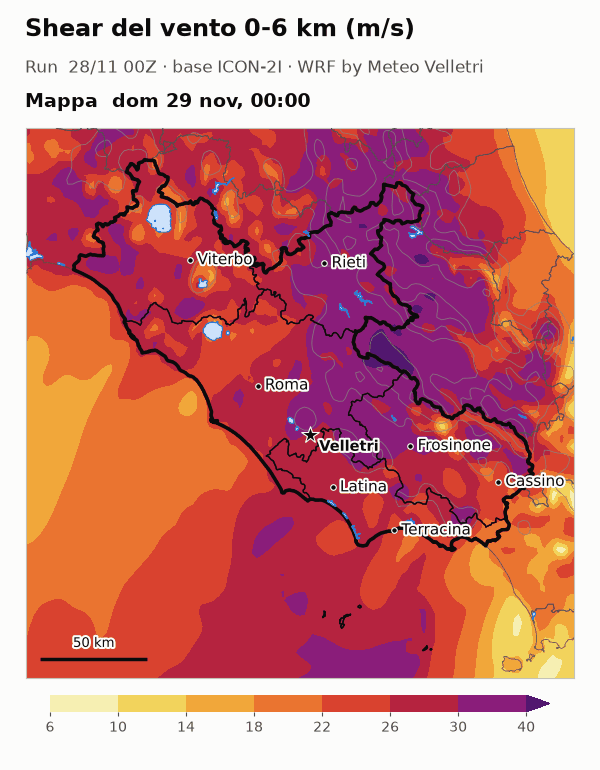 Shear del vento 0-6 km (m/s)
Run  28/11 00Z · base ICON-2I · WRF by Meteo Velletri
Mappa  dom 29 nov, 00:00
Viterbo
Rieti
Roma
Velletri
Frosinone
Cassino
Latina
Terracina
50 km
6 10 14 18 22 26 30 40